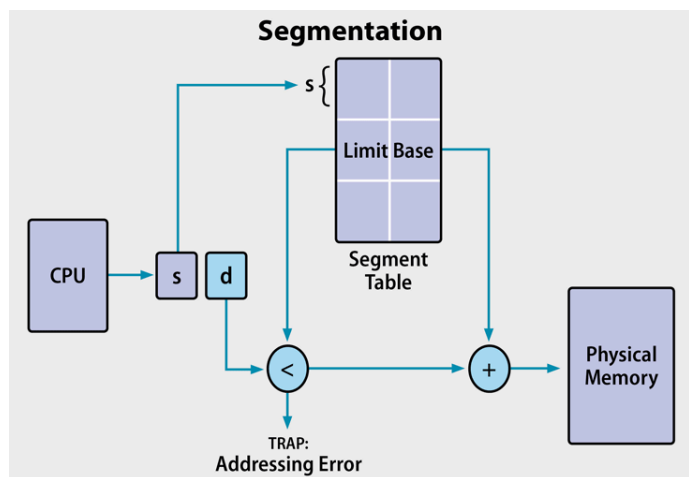 Segmentation
s {
Limit Base
CPU
s
d
Segment
Table
<
+
Physical
Memory
TRAP:
Addressing Error